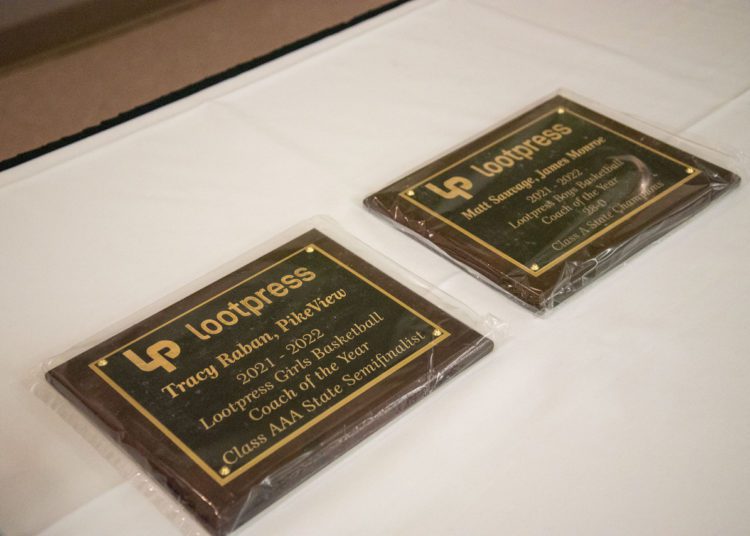 LP lootpress
Tracy Raban, PikeView
2021 - 2022
Lootpress Girls Basketball
Coach of the Year
Class AAA State Semifinalist
LP lootpress
Matt Sauvage, James Monroe
2021 - 2022
Lootpress Boys Basketball
Coach of the Year
28-0
Class A State Champions